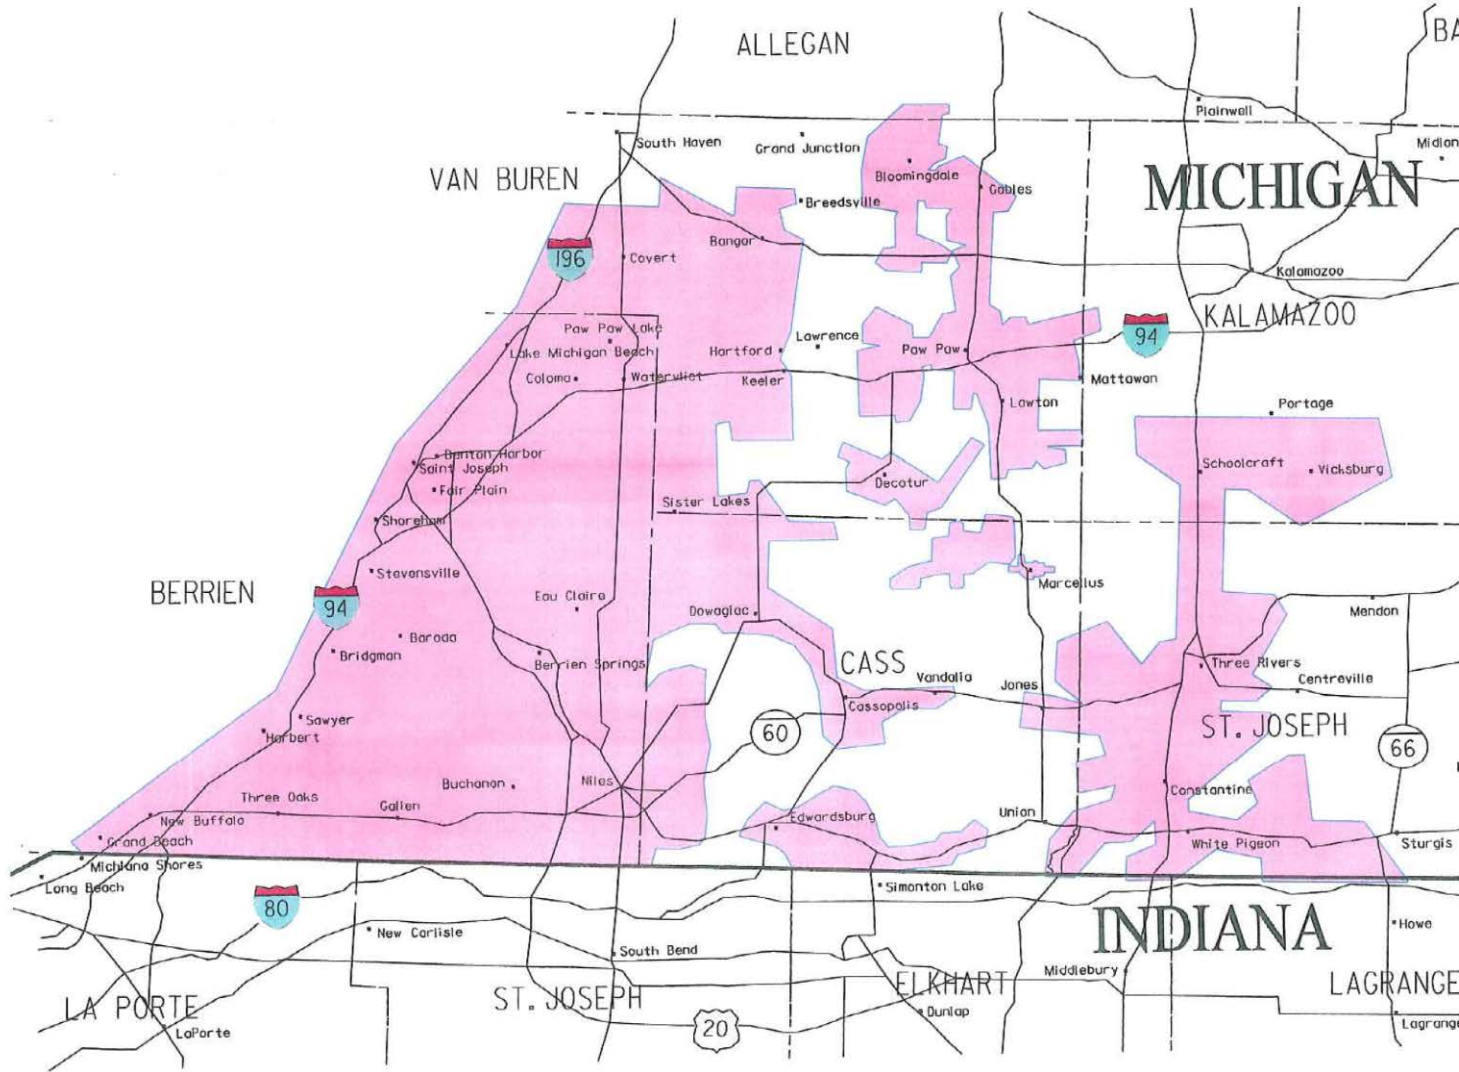 ALLEGAN
BA
Plainwell
South Haven
Grand Junction
Midlan
VAN BUREN
Bloomingdale
MICHIGAN
Gobles
Breedsville
Bangor
196
Covert
Kalamazoo
KALAMAZOO
Paw Paw Lake
Lawrence
94
Lake Michigan Beach
Hartford
Paw Paw
Coloma
Watervliet
Keeler
Mattawan
Lawton
Portage
Benton Harbor
Saint Joseph
Schoolcraft
Vicksburg
Fair Plain
Decatur
Sister Lakes
Shoreham
Stevensville
Marcellus
BERRIEN
94
Eau Claire
Dowagiac
Mendon
Baroda
Bridgman
Berrien Springs
CASS
Three Rivers
Vandalia
Jones
Centreville
Cassopolis
Sawyer
Harbert
60
ST. JOSEPH
66
Buchanan
Niles
Constantine
Three Oaks
Galien
New Buffalo
Edwardsburg
Union
Grand Beach
White Pigeon
Sturgis
Michiana Shores
Long Beach
Simonton Lake
80
New Carlisle
INDIANA
Howe
South Bend
Middlebury
LA PORTE
ST. JOSEPH
ELKHART
LAGRANGE
LaPorte
20
Dunlap
Lagrange